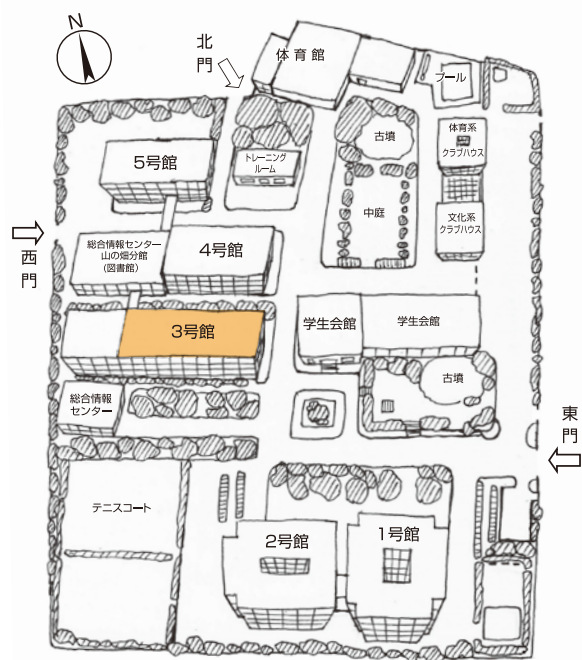 N
北門
体育館
プール
古墳
体育系
クラブハウス
5号館
トレーニング
ルーム
中庭
文化系
クラブハウス
西門
総合情報センター
山の畑分館
(図書館)
4号館
3号館
学生会館
学生会館
総合情報
センター
古墳
東門
テニスコート
2号館
1号館